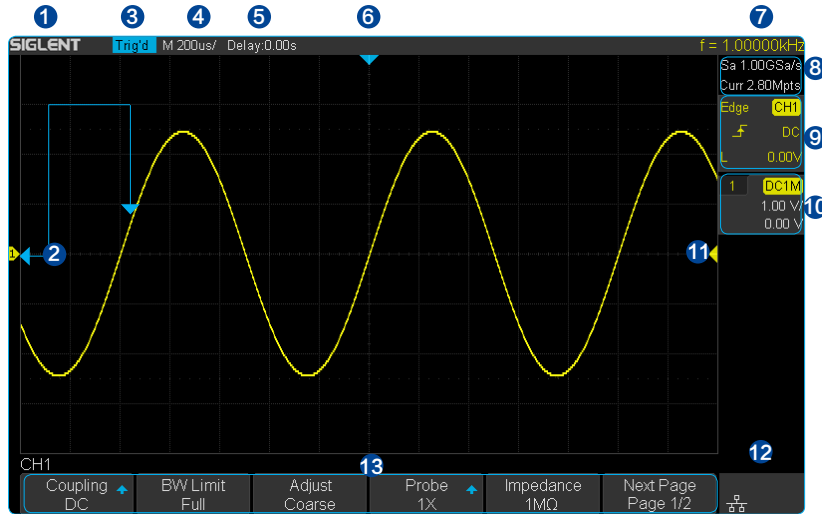 1 3 4 5 6 7
SIGLENT Trig'd M 200us/ Delay:0.00s f = 1.00000kHz
Sa 1.00GSa/s 8
Curr 2.80Mpts
Edge CH1
DC 9
L 0.00V
1 DC1M
1.00 V/ 10
0.00 V
1 2 11
12
CH1 13
Coupling BW Limit Adjust Probe Impedance Next Page
DC Full Coarse 1X 1MΩ Page 1/2